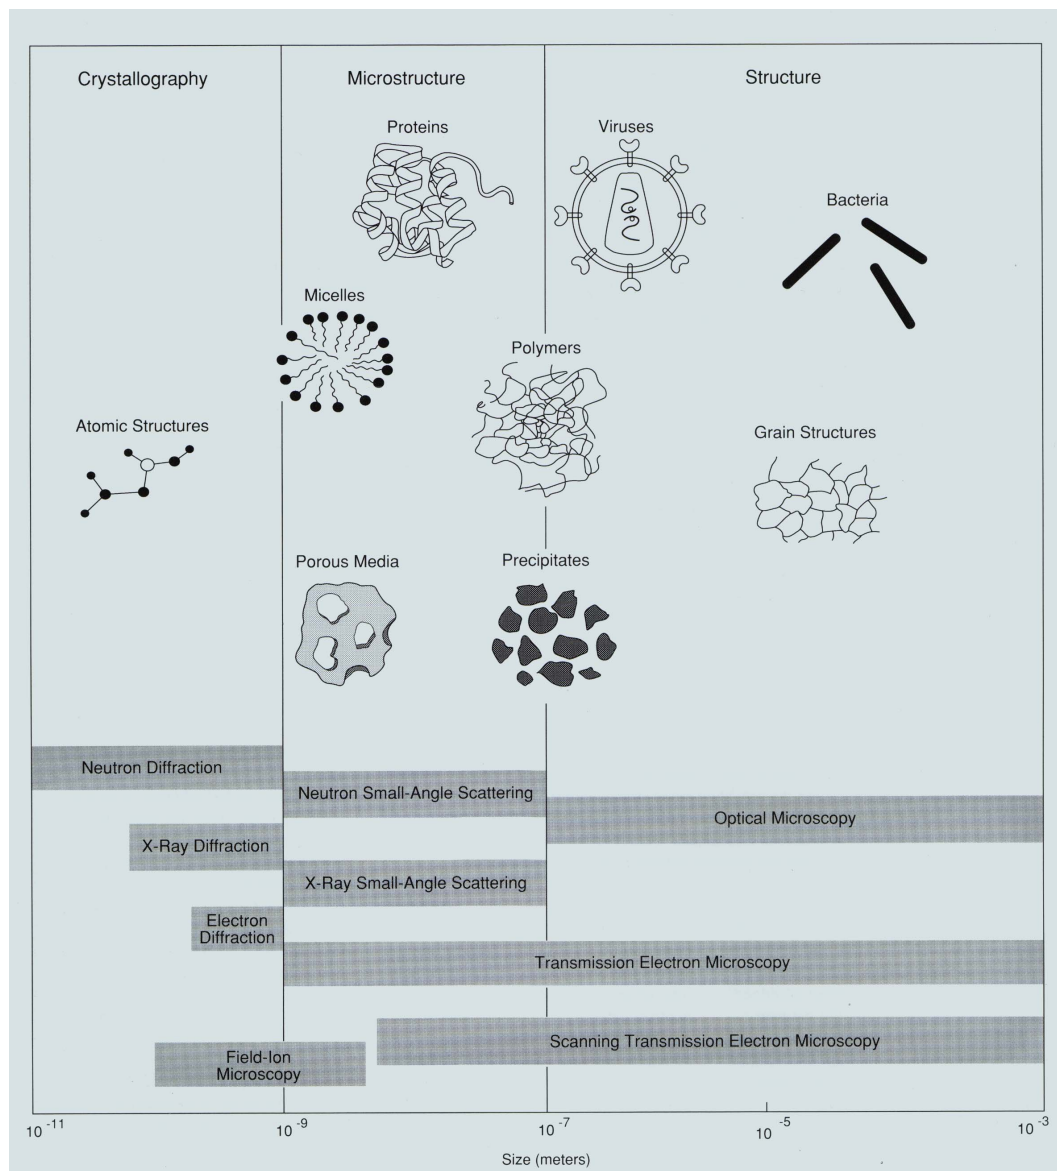 Crystallography
Microstructure
Structure
Proteins
Viruses
Bacteria
Micelles
Polymers
Atomic Structures
Grain Structures
Porous Media
Precipitates
Neutron Diffraction
Neutron Small-Angle Scattering
Optical Microscopy
X-Ray Diffraction
X-Ray Small-Angle Scattering
Electron
Diffraction
Transmission Electron Microscopy
Scanning Transmission Electron Microscopy
Field-Ion
Microscopy
10 -11
10 -9
10 -7
10 -5
10 -3
Size (meters)